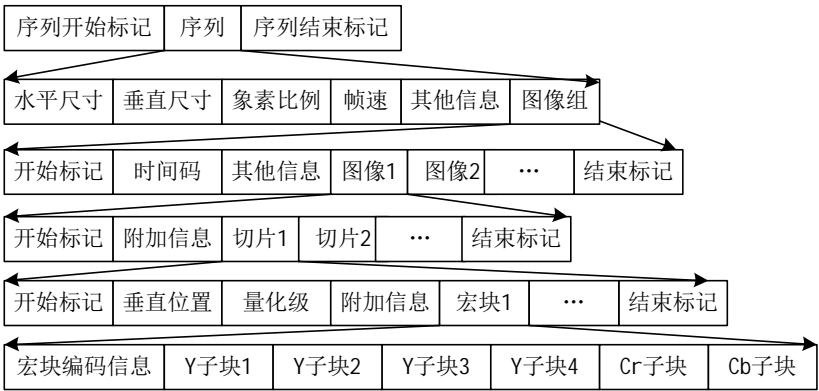 序列开始标记 序列 序列结束标记
水平尺寸 垂直尺寸 象素比例 帧速 其他信息 图像组
开始标记 时间码 其他信息 图像1 图像2 … 结束标记
开始标记 附加信息 切片1 切片2 … 结束标记
开始标记 垂直位置 量化级 附加信息 宏块1 … 结束标记
宏块编码信息 Y子块1 Y子块2 Y子块3 Y子块4 Cr子块 Cb子块